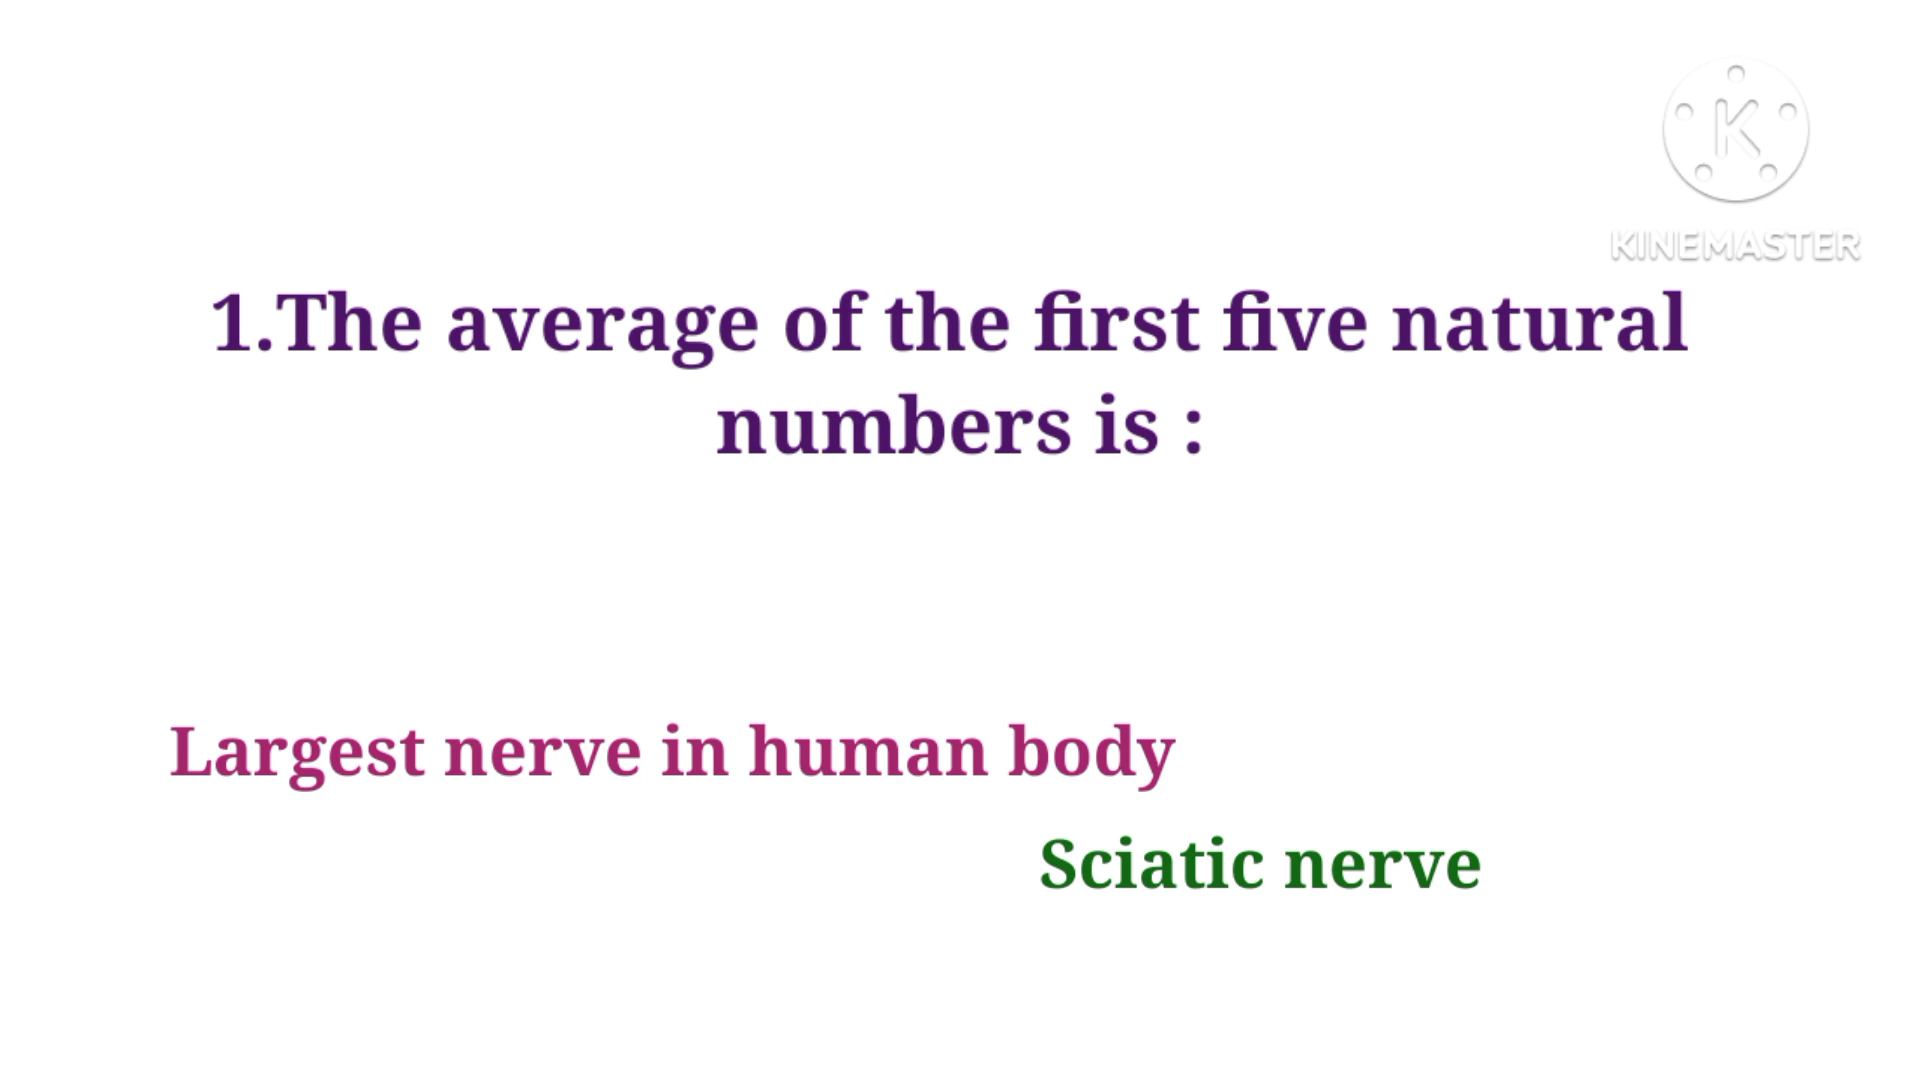 KINEMASTER
1.The average of the first five natural
numbers is :
Largest nerve in human body
Sciatic nerve